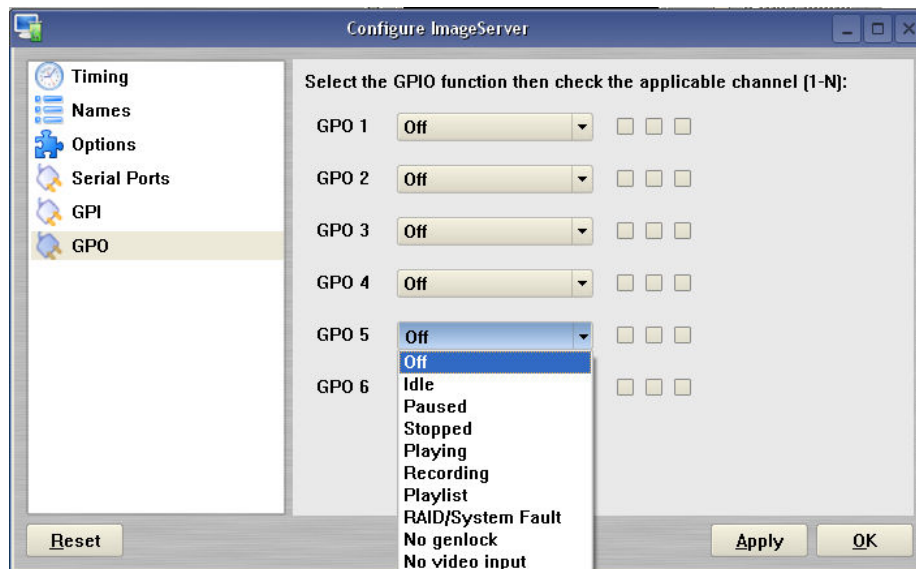 Configure ImageServer
Timing
Names
Options
Serial Ports
GPI
GPO
Select the GPIO function then check the applicable channel (1-N):
GPO 1 Off
GPO 2 Off
GPO 3 Off
GPO 4 Off
GPO 5 Off
Off
Idle
GPO 6
Paused
Stopped
Playing
Recording
Playlist
RAID/System Fault
No genlock
No video input
Reset
Apply
OK